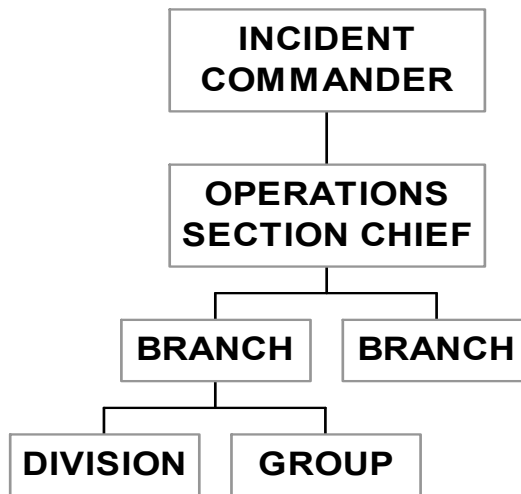 INCIDENT
COMMANDER
OPERATIONS
SECTION CHIEF
BRANCH
BRANCH
DIVISION
GROUP